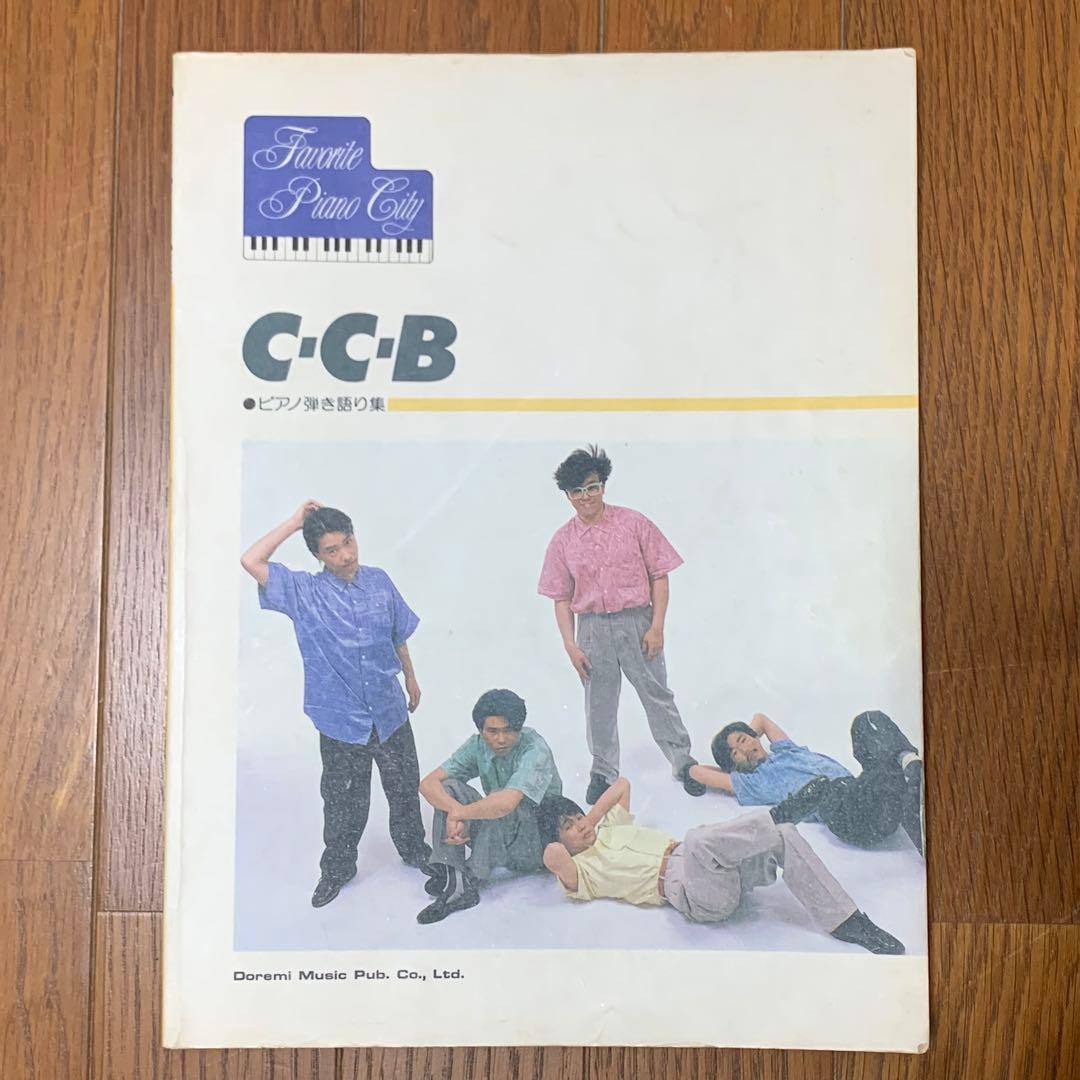 Favorite
Piano City
C-C-B
●ピアノ弾き語り集
Doremi Music Pub. Co., Ltd.